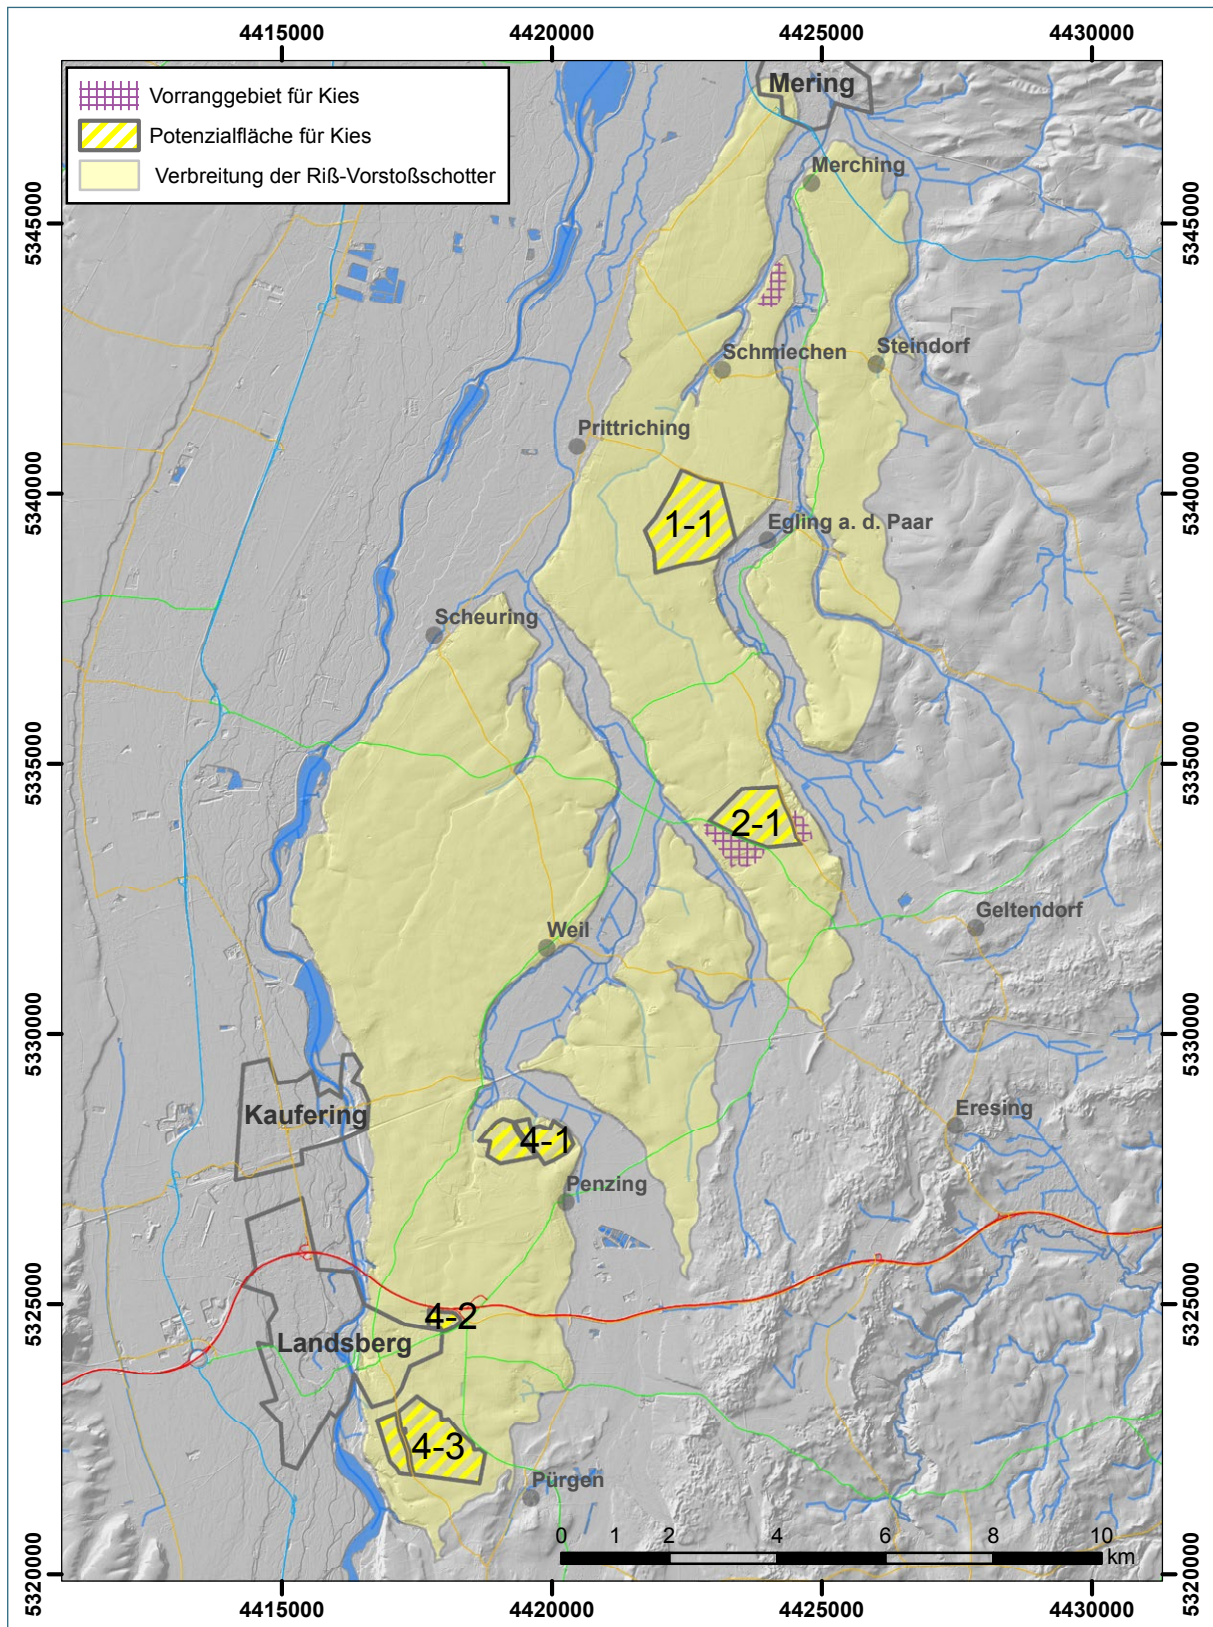 4415000 4420000 4425000 4430000
Vorranggebiet für Kies
Potenzialfläche für Kies
Verbreitung der Riß-Vorstoßschotter
Mering
Merching
5345000 5345000
Schmiechen
Steindorf
Prittriching
5340000 5340000
1-1
Egling a. d. Paar
Scheuring
5335000 5335000
2-1
Geltendorf
Weil
5330000 5330000
Kaufering
Eresing
4-1
Penzing
5325000 5325000
4-2
Landsberg
4-3
Pürgen
0 1 2 4 6 8 10
km
5320000 5320000
4415000 4420000 4425000 4430000